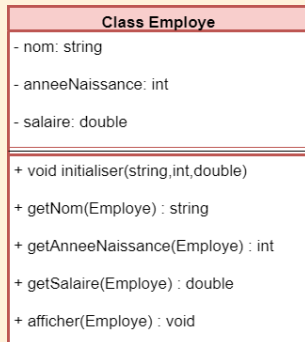 Class Employe
- nom: string
- anneeNaissance: int
- salaire: double
+ void initialiser(string,int,double)
+ getNom(Employe) : string
+ getAnneeNaissance(Employe) : int
+ getSalaire(Employe) : double
+ afficher(Employe) : void